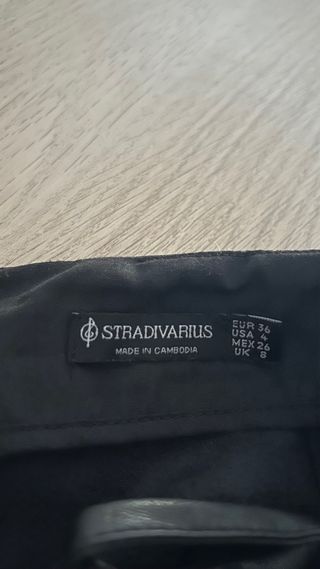 STRADIVARIUS
MADE IN CAMBODIA
EUR 36
USA 4
MEX 26
UK 8